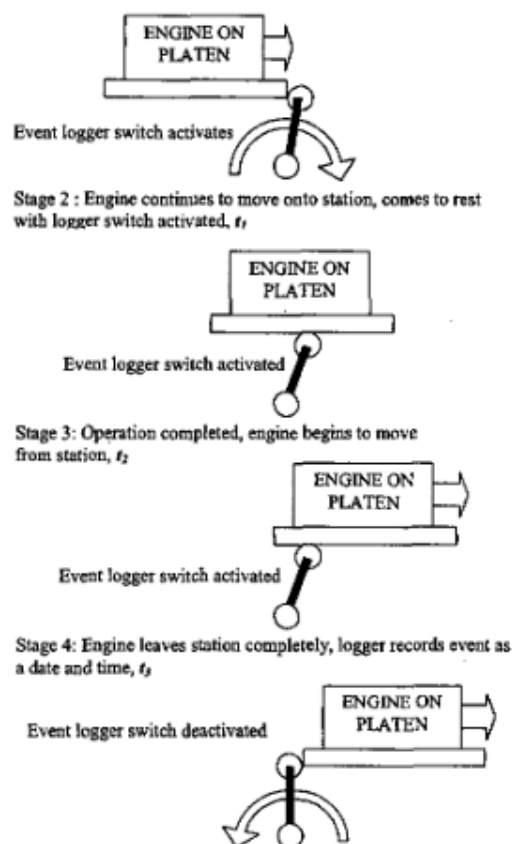 ENGINE ON
PLATEN
Event logger switch activates
Stage 2 : Engine continues to move onto station, comes to rest
with logger switch activated, t1
ENGINE ON
PLATEN
Event logger switch activated
Stage 3: Operation completed, engine begins to move
from station, t2
ENGINE ON
PLATEN
Event logger switch activated
Stage 4: Engine leaves station completely, logger records event as
a date and time, t3
ENGINE ON
PLATEN
Event logger switch deactivated